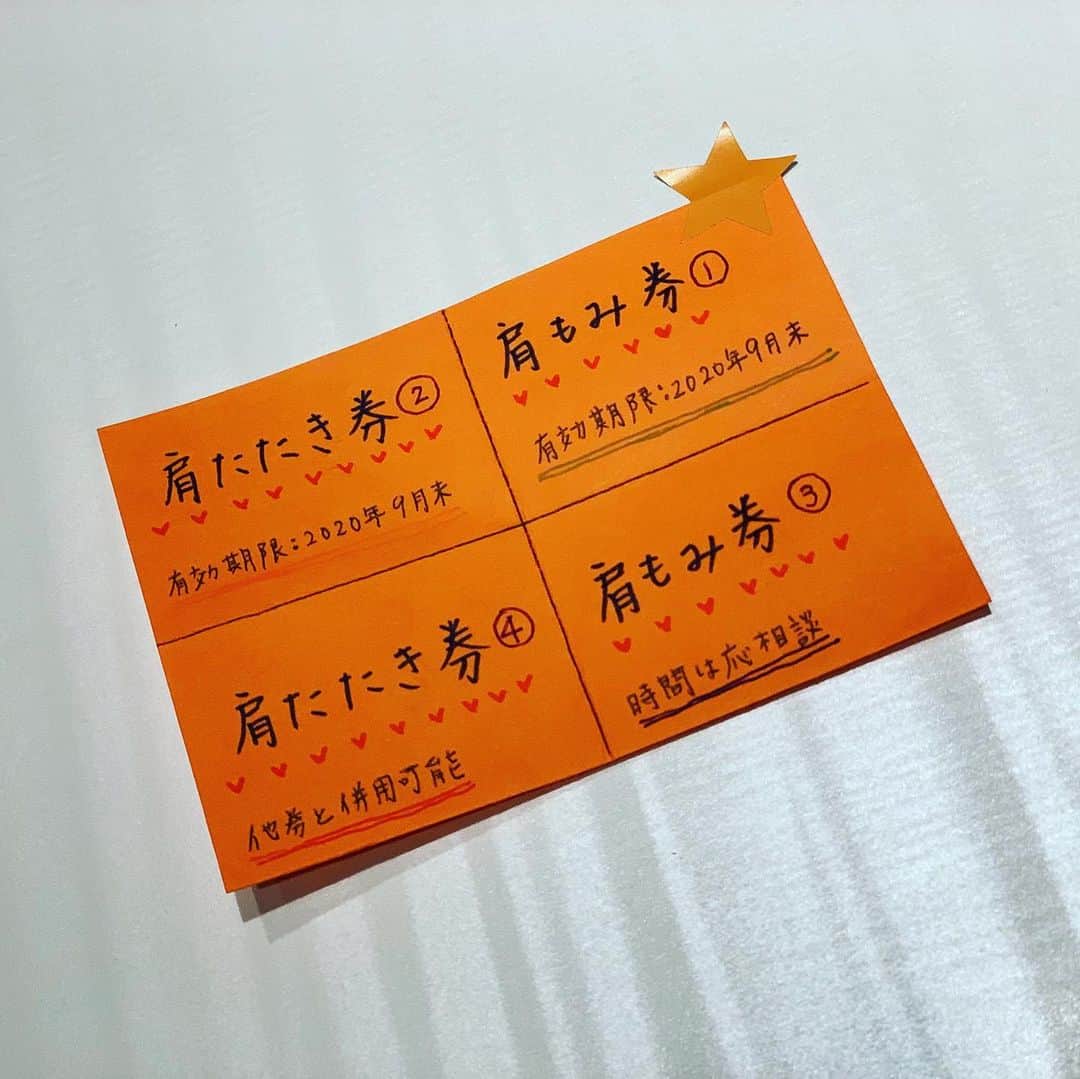 肩もみ券①
有効期限:2020年9月末
肩たたき券②
有効期限:2020年9月末
肩もみ券③
時間は応相談
肩たたき券④
他券と併用可能